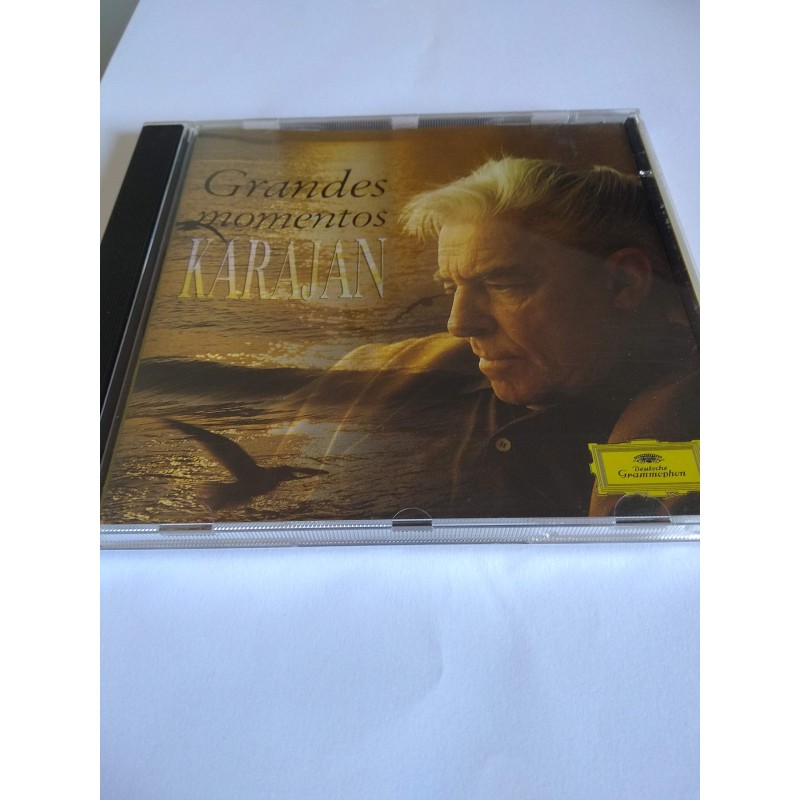 Grandes
momentos
KARAJAN
Deutsche
Grammophon